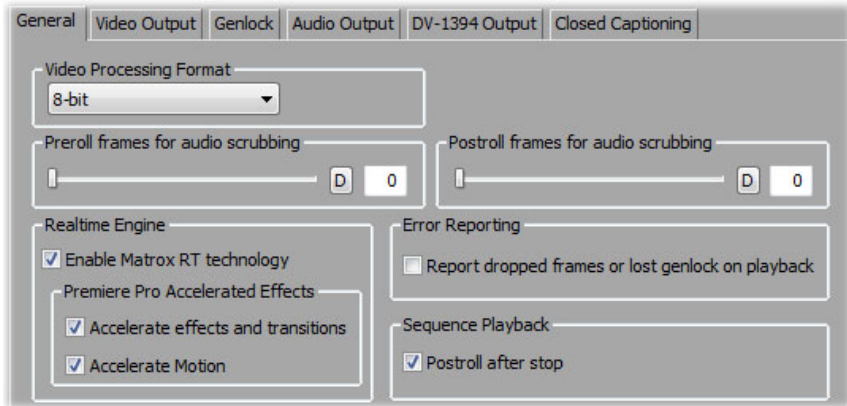 General
Video Output
Genlock
Audio Output
DV-1394 Output
Closed Captioning
Video Processing Format
8-bit
Preroll frames for audio scrubbing
D
0
Postroll frames for audio scrubbing
D
0
Realtime Engine
Enable Matrox RT technology
Premiere Pro Accelerated Effects
Accelerate effects and transitions
Accelerate Motion
Error Reporting
Report dropped frames or lost genlock on playback
Sequence Playback
Postroll after stop